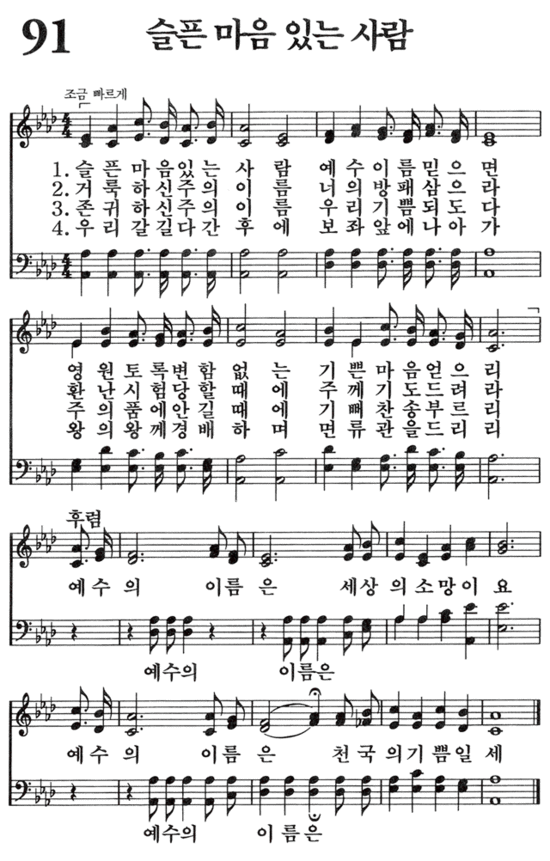 91 슬픈 마음 있는 사람
조금 빠르게
4/4
1. 슬픈 마음있는 사 람 예 수 이 름 믿 으 면
2. 거 룩 하 신 주 의 이 름 너 의 방 패 삼 으 라
3. 존 귀 하 신 주 의 이 름 우 리 기 쁨 되 도 다
4. 우 리 갈 길 다 간 후 에 보 좌 앞 에 나 아 가
4/4
영 원 토 록 변 함 없 는 기 쁜 마 음 얻 으 리
환 난 시 험 당 할 때 에 주 께 기 도 드 려 라
주 의 품 에 안 길 때 에 기 뻐 찬 송 부 르 리
왕 의 왕 께 경 배 하 며 면 류 관 을 드 리 리
후렴
예 수 의 이 름 은 세 상 의 소 망 이 요
예수의 이름은
예 수 의 이 름 은 천 국 의 기 쁨 일 세
예수의 이 름 은